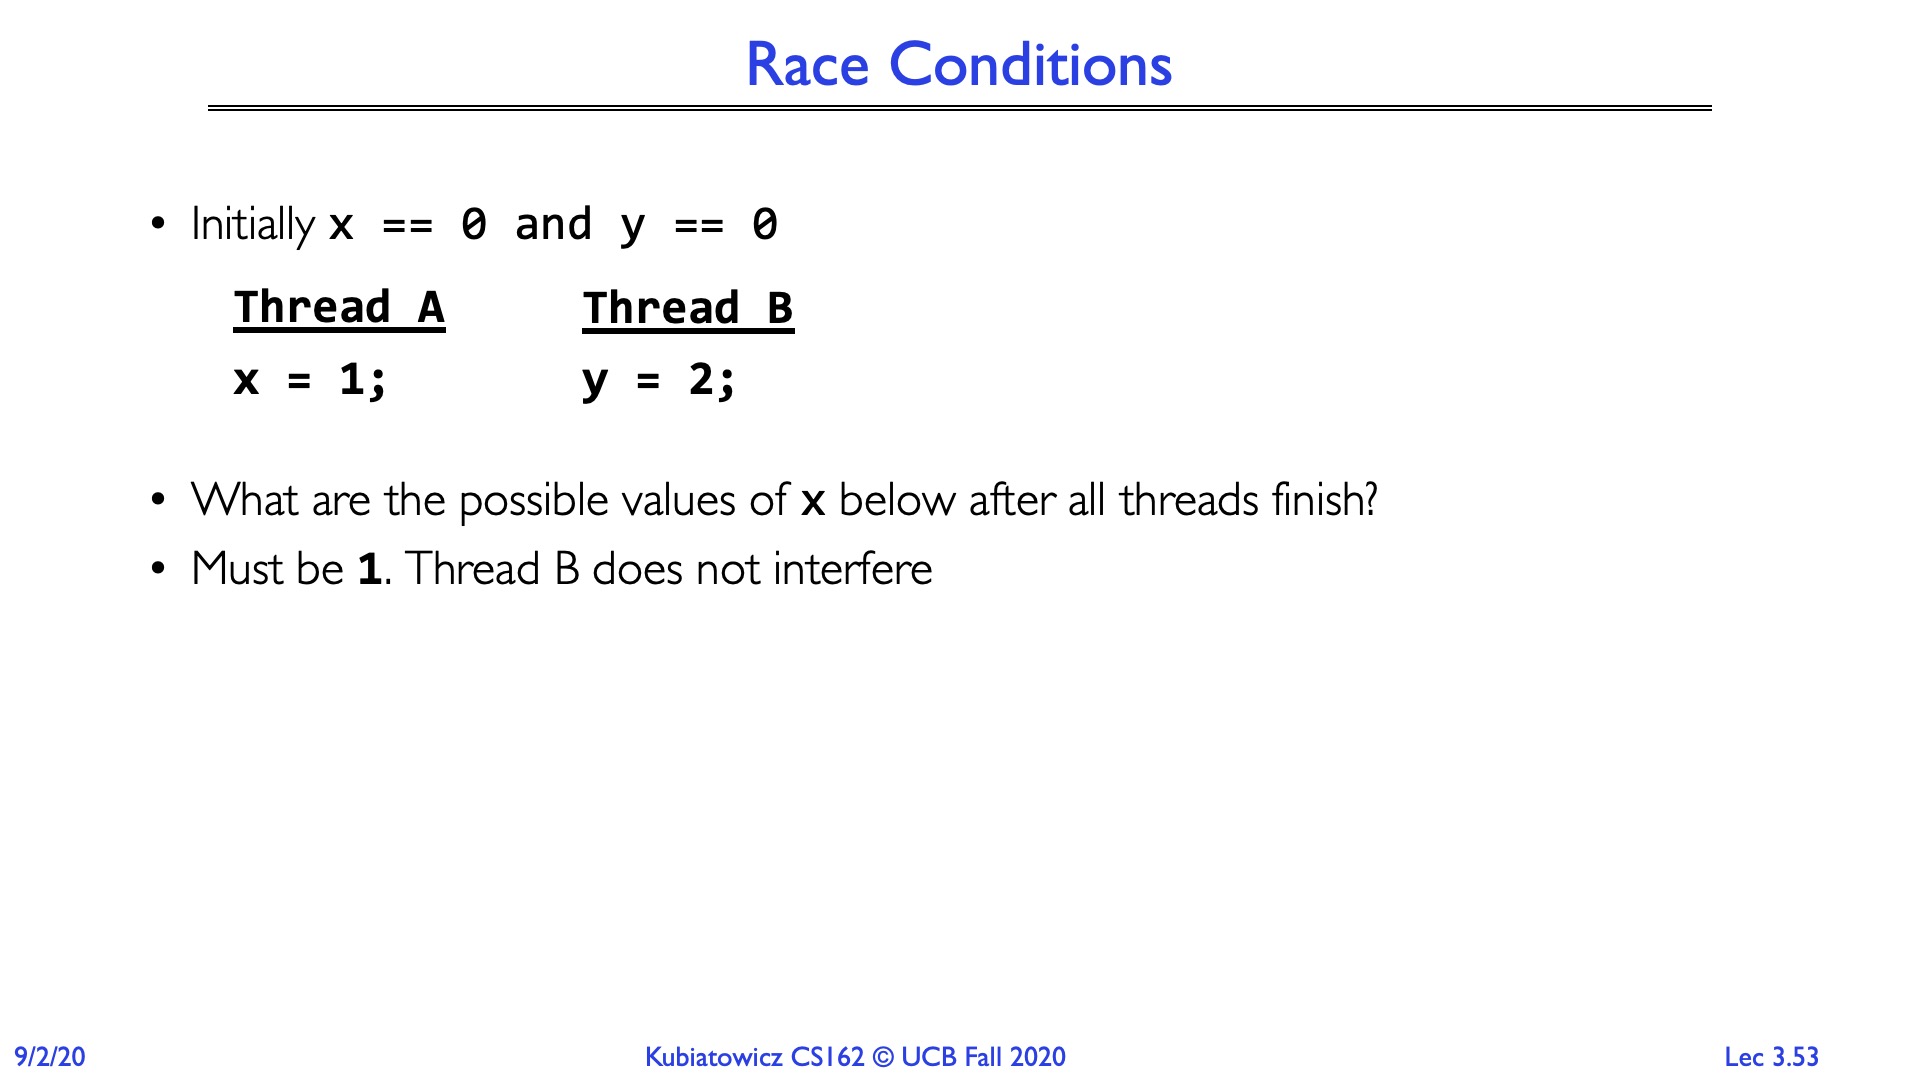 Race Conditions
• Initially x == 0 and y == 0
Thread A Thread B
x = 1; y = 2;
• What are the possible values of x below after all threads finish?
• Must be 1. Thread B does not interfere
9/2/20 Kubiatowicz CS162 © UCB Fall 2020 Lec 3.53